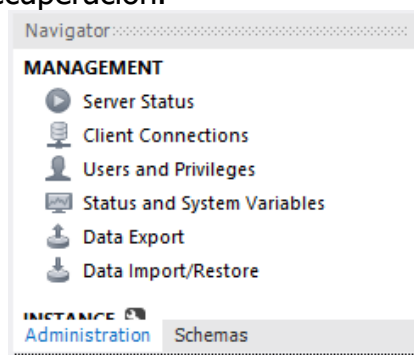 Navigator
MANAGEMENT
Server Status
Client Connections
Users and Privileges
Status and System Variables
Data Export
Data Import/Restore
INSTANCE
Administration Schemas